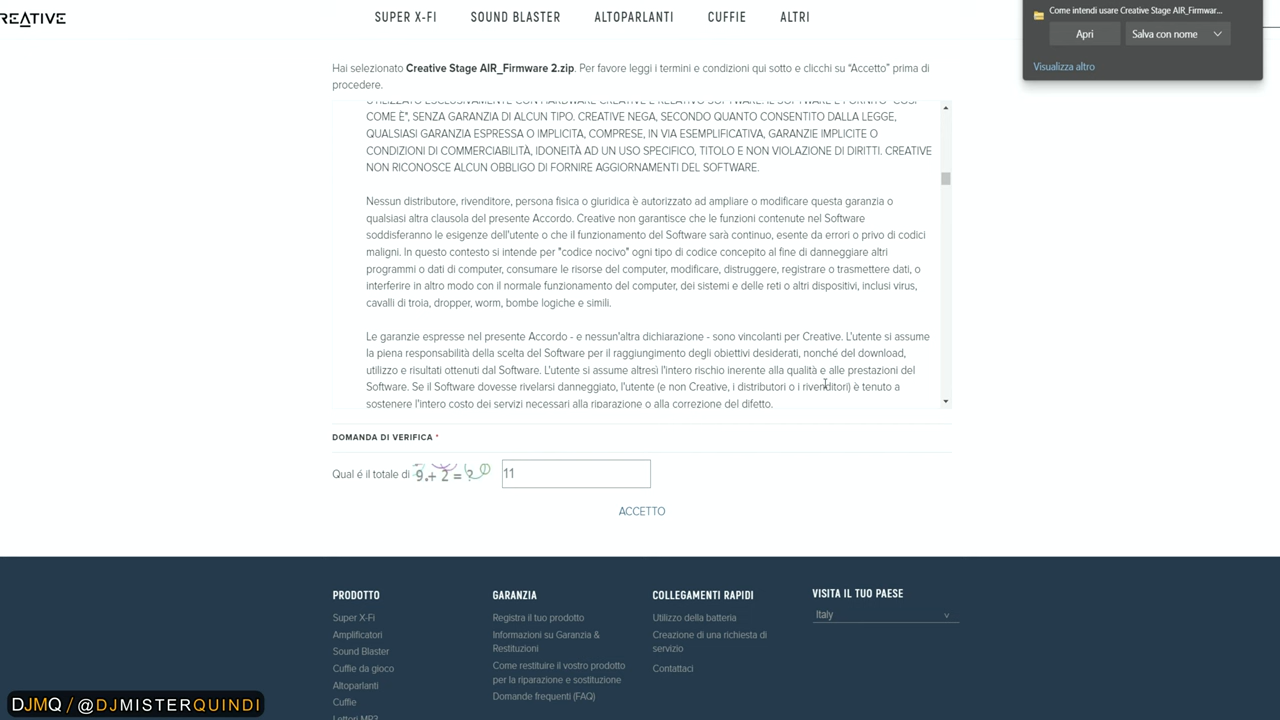 REATIVE
SUPER X-FI
SOUND BLASTER
ALTOPARLANTI
CUFFIE
ALTRI
Come intendi usare Creative Stage AIR_Firmwar...
Apri
Salva con nome
Visualizza altro
Hai selezionato Creative Stage AIR_Firmware 2.zip. Per favore leggi i termini e condizioni qui sotto e clicchi su “Accetto” prima di
procedere.
UTILIZZATO ESCLUSIVAMENTE CON HARDWARE CREATIVE E RELATIVO SOFTWARE. IL SOFTWARE È FORNITO "COSÌ
COME È", SENZA GARANZIA DI ALCUN TIPO. CREATIVE NEGA, SECONDO QUANTO CONSENTITO DALLA LEGGE,
QUALSIASI GARANZIA ESPRESSA O IMPLICITA, COMPRESE, IN VIA ESEMPLIFICATIVA, GARANZIE IMPLICITE O
CONDIZIONI DI COMMERCIABILITÀ, IDONEITÀ AD UN USO SPECIFICO, TITOLO E NON VIOLAZIONE DI DIRITTI. CREATIVE
NON RICONOSCE ALCUN OBBLIGO DI FORNIRE AGGIORNAMENTI DEL SOFTWARE.
Nessun distributore, rivenditore, persona fisica o giuridica è autorizzato ad ampliare o modificare questa garanzia o
qualsiasi altra clausola del presente Accordo. Creative non garantisce che le funzioni contenute nel Software
soddisferanno le esigenze dell'utente o che il funzionamento del Software sarà continuo, esente da errori o privo di codici
maligni. In questo contesto si intende per "codice nocivo" ogni tipo di codice concepito al fine di danneggiare altri
programmi o dati di computer, consumare le risorse del computer, modificare, distruggere, registrare o trasmettere dati, o
interferire in altro modo con il normale funzionamento del computer, dei sistemi e delle reti o altri dispositivi, inclusi virus,
cavalli di troia, dropper, worm, bombe logiche e simili.
Le garanzie espresse nel presente Accordo - e nessun'altra dichiarazione - sono vincolanti per Creative. L'utente si assume
la piena responsabilità della scelta del Software per il raggiungimento degli obiettivi desiderati, nonché del download,
utilizzo e risultati ottenuti dal Software. L'utente si assume altresì l'intero rischio inerente alla qualità e alle prestazioni del
Software. Se il Software dovesse rivelarsi danneggiato, l'utente (e non Creative, i distributori o i rivenditori) è tenuto a
sostenere l'intero costo dei servizi necessari alla riparazione o alla correzione del difetto.
DOMANDA DI VERIFICA *
Qual é il totale di 9 + 2 = ? 11
ACCETTO
PRODOTTO
Super X-Fi
Amplificatori
Sound Blaster
Cuffie da gioco
Altoparlanti
Cuffie
Lettori MP3
GARANZIA
Registra il tuo prodotto
Informazioni su Garanzia &
Restituzioni
Come restituire il vostro prodotto
per la riparazione e sostituzione
Domande frequenti (FAQ)
COLLEGAMENTI RAPIDI
Utilizzo della batteria
Creazione di una richiesta di
servizio
Contattaci
VISITA IL TUO PAESE
Italy
DJMQ / @DJMISTERQUINDI